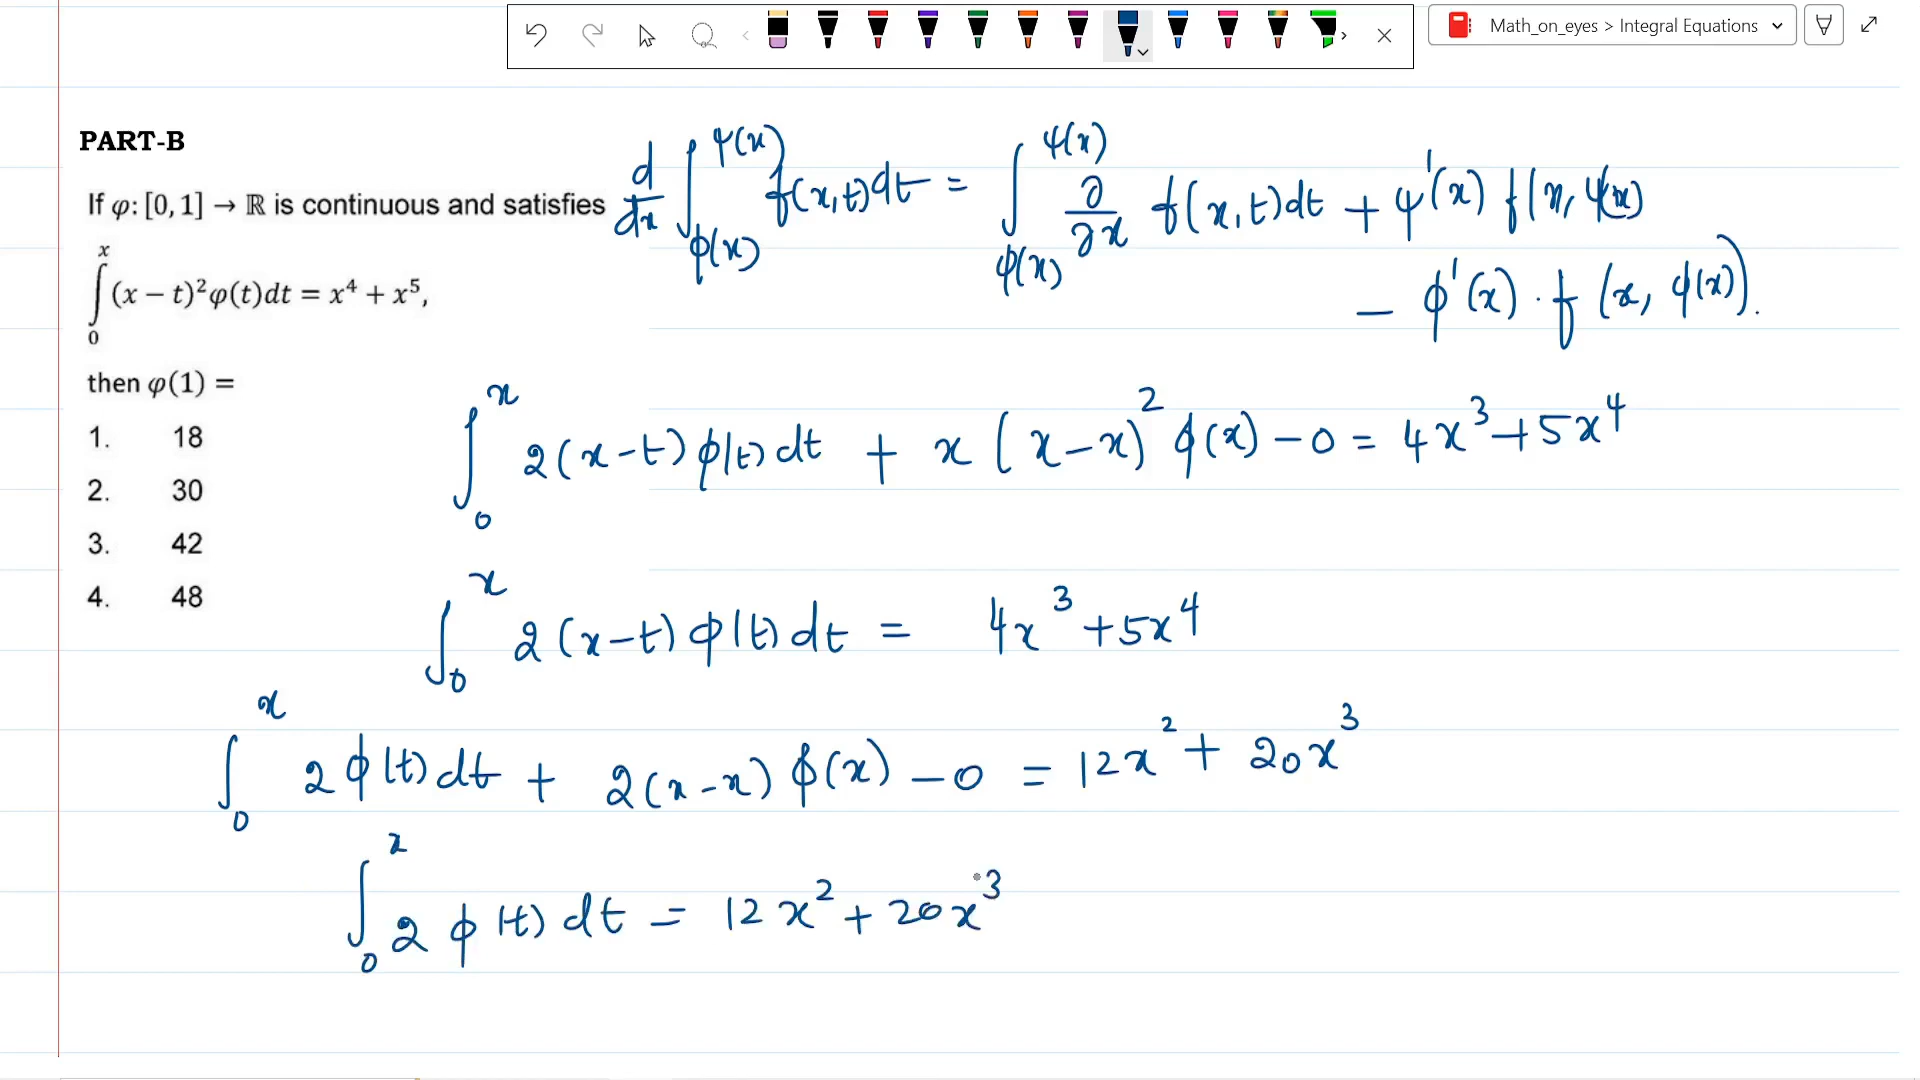 Math_on_eyes > Integral Equations
PART-B
If φ: [0, 1] → ℝ is continuous and satisfies
∫₀ˣ (x − t)²φ(t)dt = x⁴ + x⁵,
then φ(1) =
1. 18
2. 30
3. 42
4. 48
d/dx ∫_{ϕ(x)}^{ψ(x)} f(x,t)dt = ∫_{ϕ(x)}^{ψ(x)} ∂/∂x f(x,t)dt + ψ'(x) f(x, ψ(x)
− ϕ'(x) · f (x, ϕ(x)).
∫₀ˣ 2(x−t) ϕ(t) dt + x (x−x)² ϕ(x) − 0 = 4x³ + 5x⁴
∫₀ˣ 2(x−t) ϕ(t) dt = 4x³ + 5x⁴
∫₀ˣ 2 ϕ(t) dt + 2(x−x) ϕ(x) − 0 = 12x² + 20x³
∫₀ˣ 2 ϕ(t) dt = 12x² + 20x³